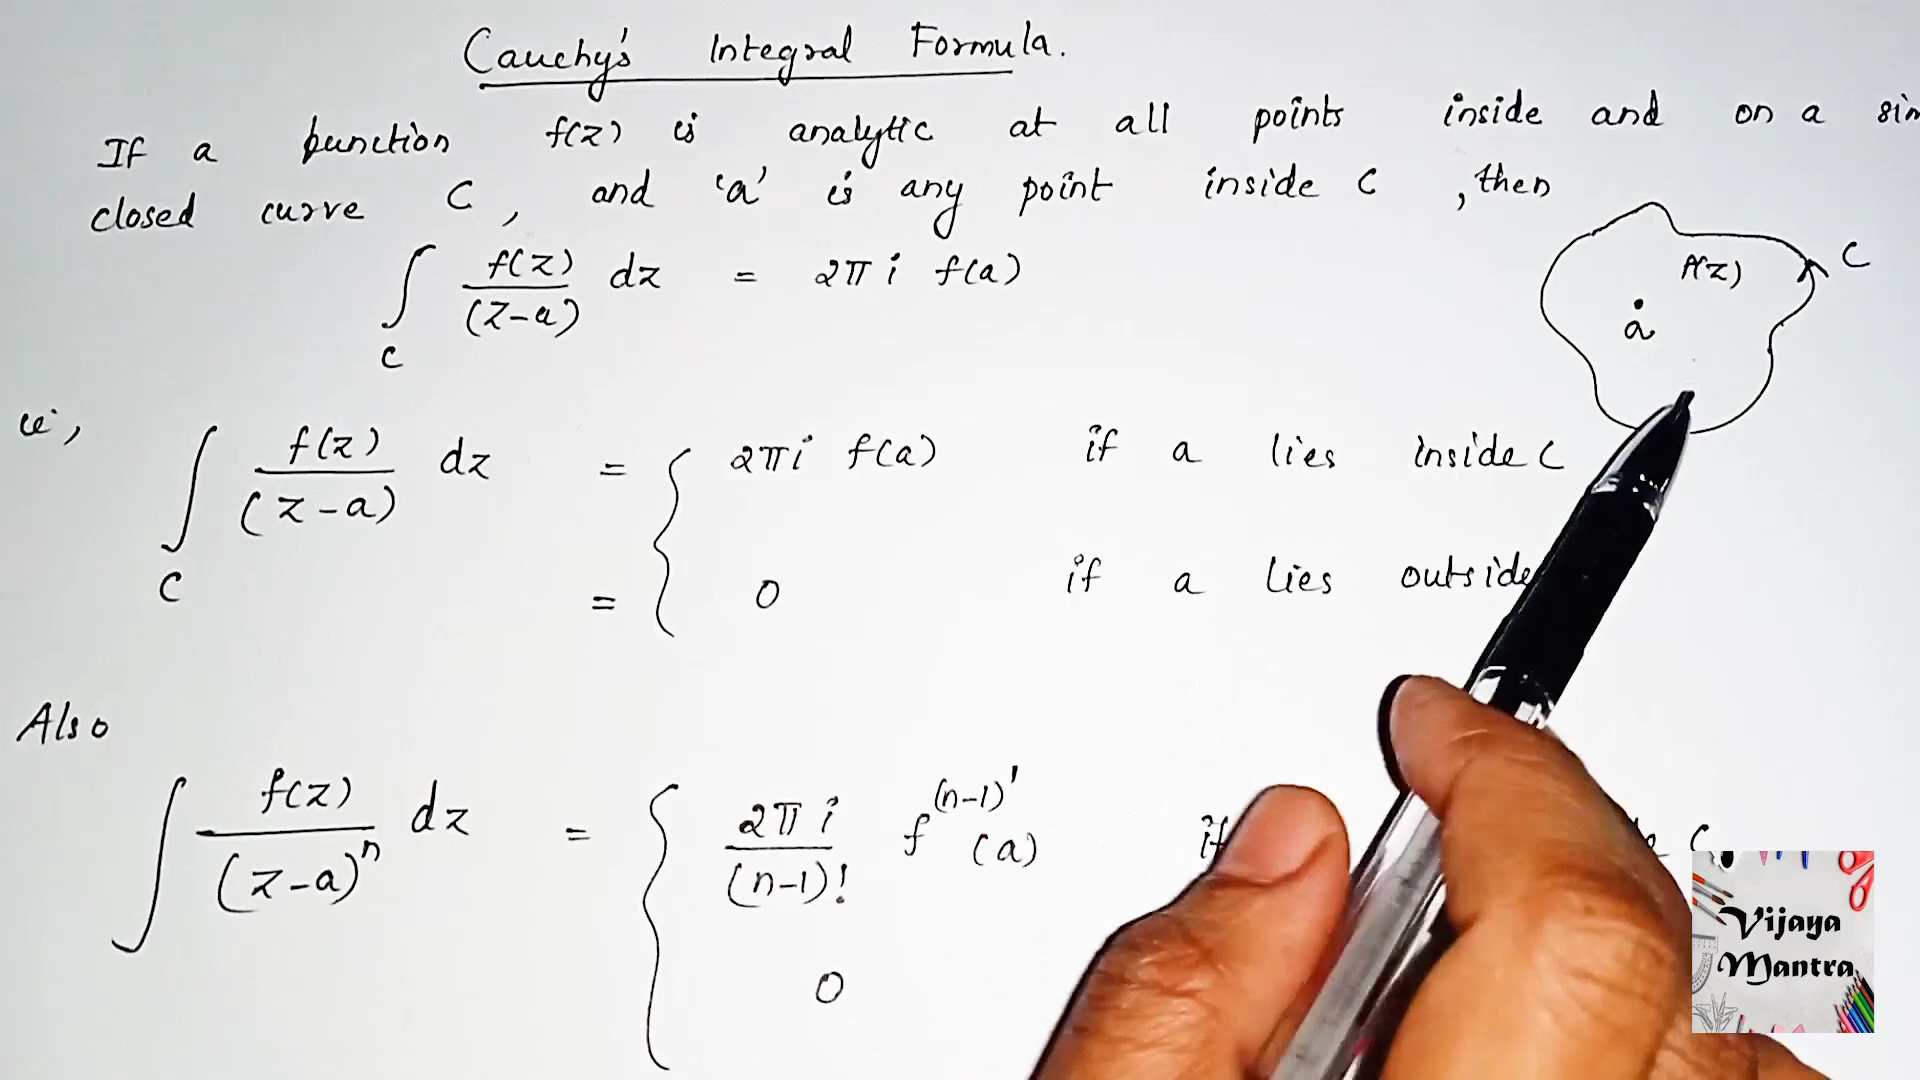 Cauchy's Integral Formula.
If a function f(z) is analytic at all points inside and on a sim
closed curve C, and 'a' is any point inside C, then
∫_C f(z)/(z-a) dz = 2πi f(a)
f(z) C
a
ie, ∫_C f(z)/(z-a) dz = { 2πi f(a) if a lies inside C
= 0 if a lies outside
Also
∫ f(z)/(z-a)^n dz = { 2πi/(n-1)! f^(n-1)'(a) if C
0
Vijaya
Mantra